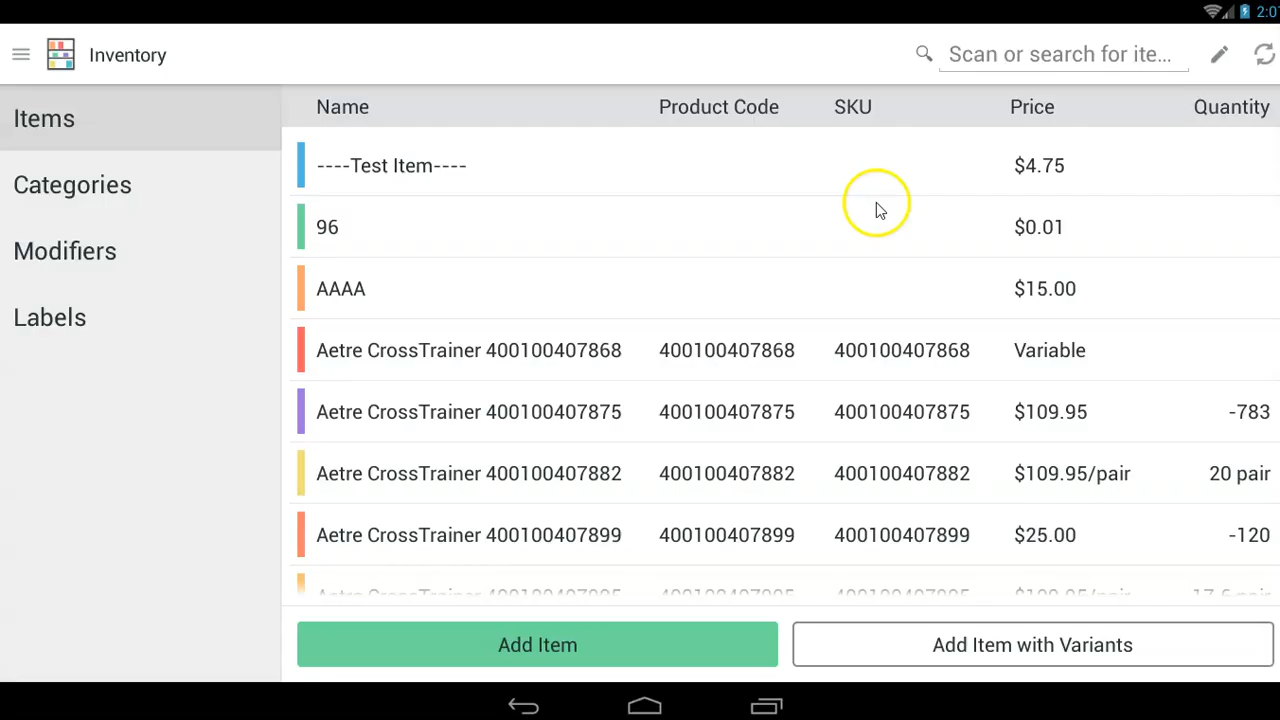 2:0
Inventory
Scan or search for ite...
Items
Categories
Modifiers
Labels
Name Product Code SKU Price Quantity
----Test Item---- $4.75
96 $0.01
AAAA $15.00
Aetre CrossTrainer 400100407868 400100407868 400100407868 Variable
Aetre CrossTrainer 400100407875 400100407875 400100407875 $109.95 -783
Aetre CrossTrainer 400100407882 400100407882 400100407882 $109.95/pair 20 pair
Aetre CrossTrainer 400100407899 400100407899 400100407899 $25.00 -120
Add Item
Add Item with Variants